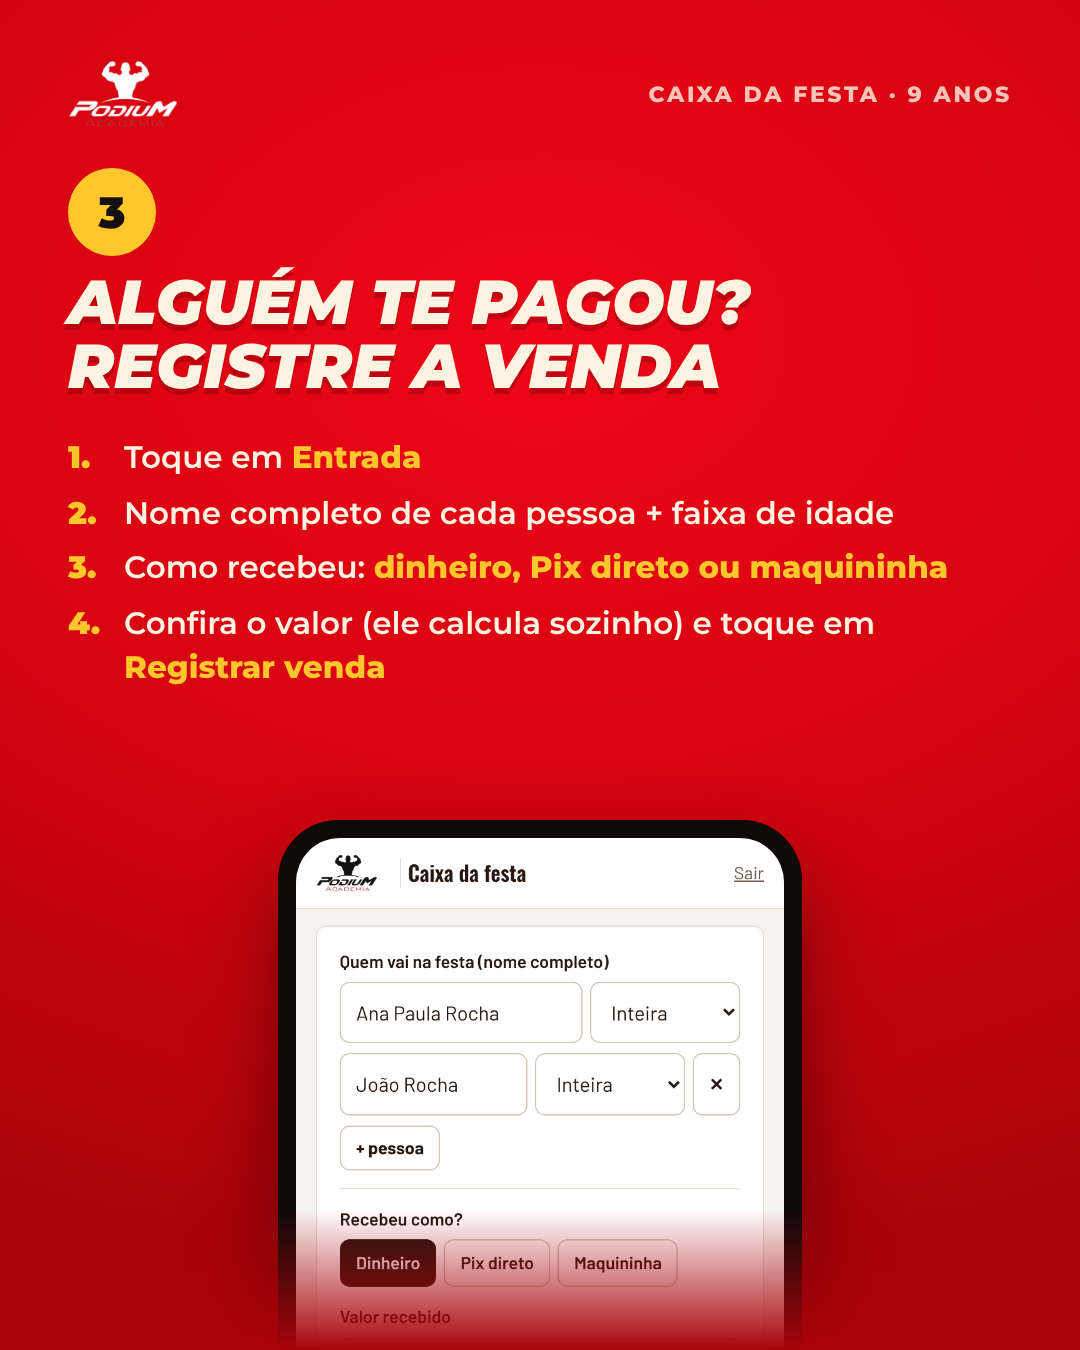 PODIUM
ACADEMIA
CAIXA DA FESTA · 9 ANOS
3
ALGUÉM TE PAGOU?
REGISTRE A VENDA
1. Toque em Entrada
2. Nome completo de cada pessoa + faixa de idade
3. Como recebeu: dinheiro, Pix direto ou maquininha
4. Confira o valor (ele calcula sozinho) e toque em
Registrar venda
PODIUM
ACADEMIA
Caixa da festa
Sair
Quem vai na festa (nome completo)
Ana Paula Rocha Inteira
João Rocha Inteira ×
+ pessoa
Recebeu como?
Dinheiro Pix direto Maquininha
Valor recebido